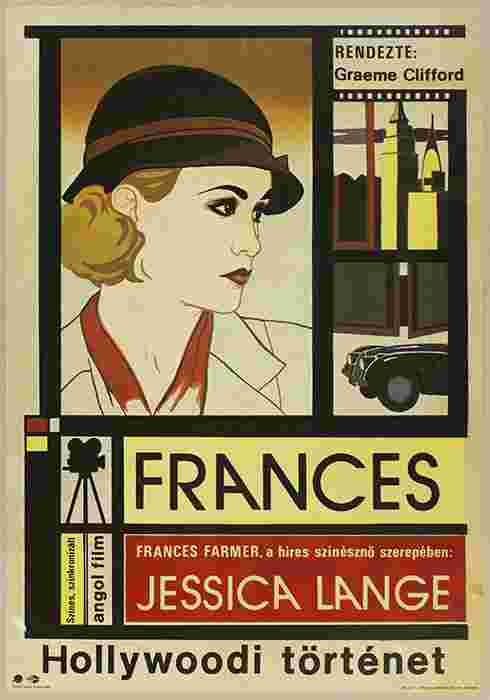 RENDEZTE:
Graeme Clifford
FRANCES
Színes, szinkronizált
angol film
FRANCES FARMER, a híres színésznő szerepében:
JESSICA LANGE
Hollywoodi történet